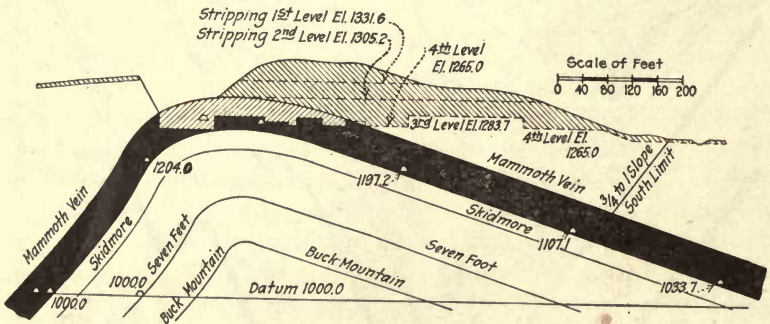 Stripping 1st Level El. 1331.6
Stripping 2nd Level El. 1305.2
4th Level
El. 1265.0
Scale of Feet
0 40 80 120 160 200
3rd Level El. 1283.7
4th Level El.
1265.0
Mammoth Vein
1204.0
1197.2
Mammoth Vein
3/4 to 1 Slope
South Limit
Skidmore
Skidmore
1107.1
Seven Feet
Seven Foot
Buck Mountain
Buck-Mountain
1000.0
1000.0
Datum 1000.0
1033.7